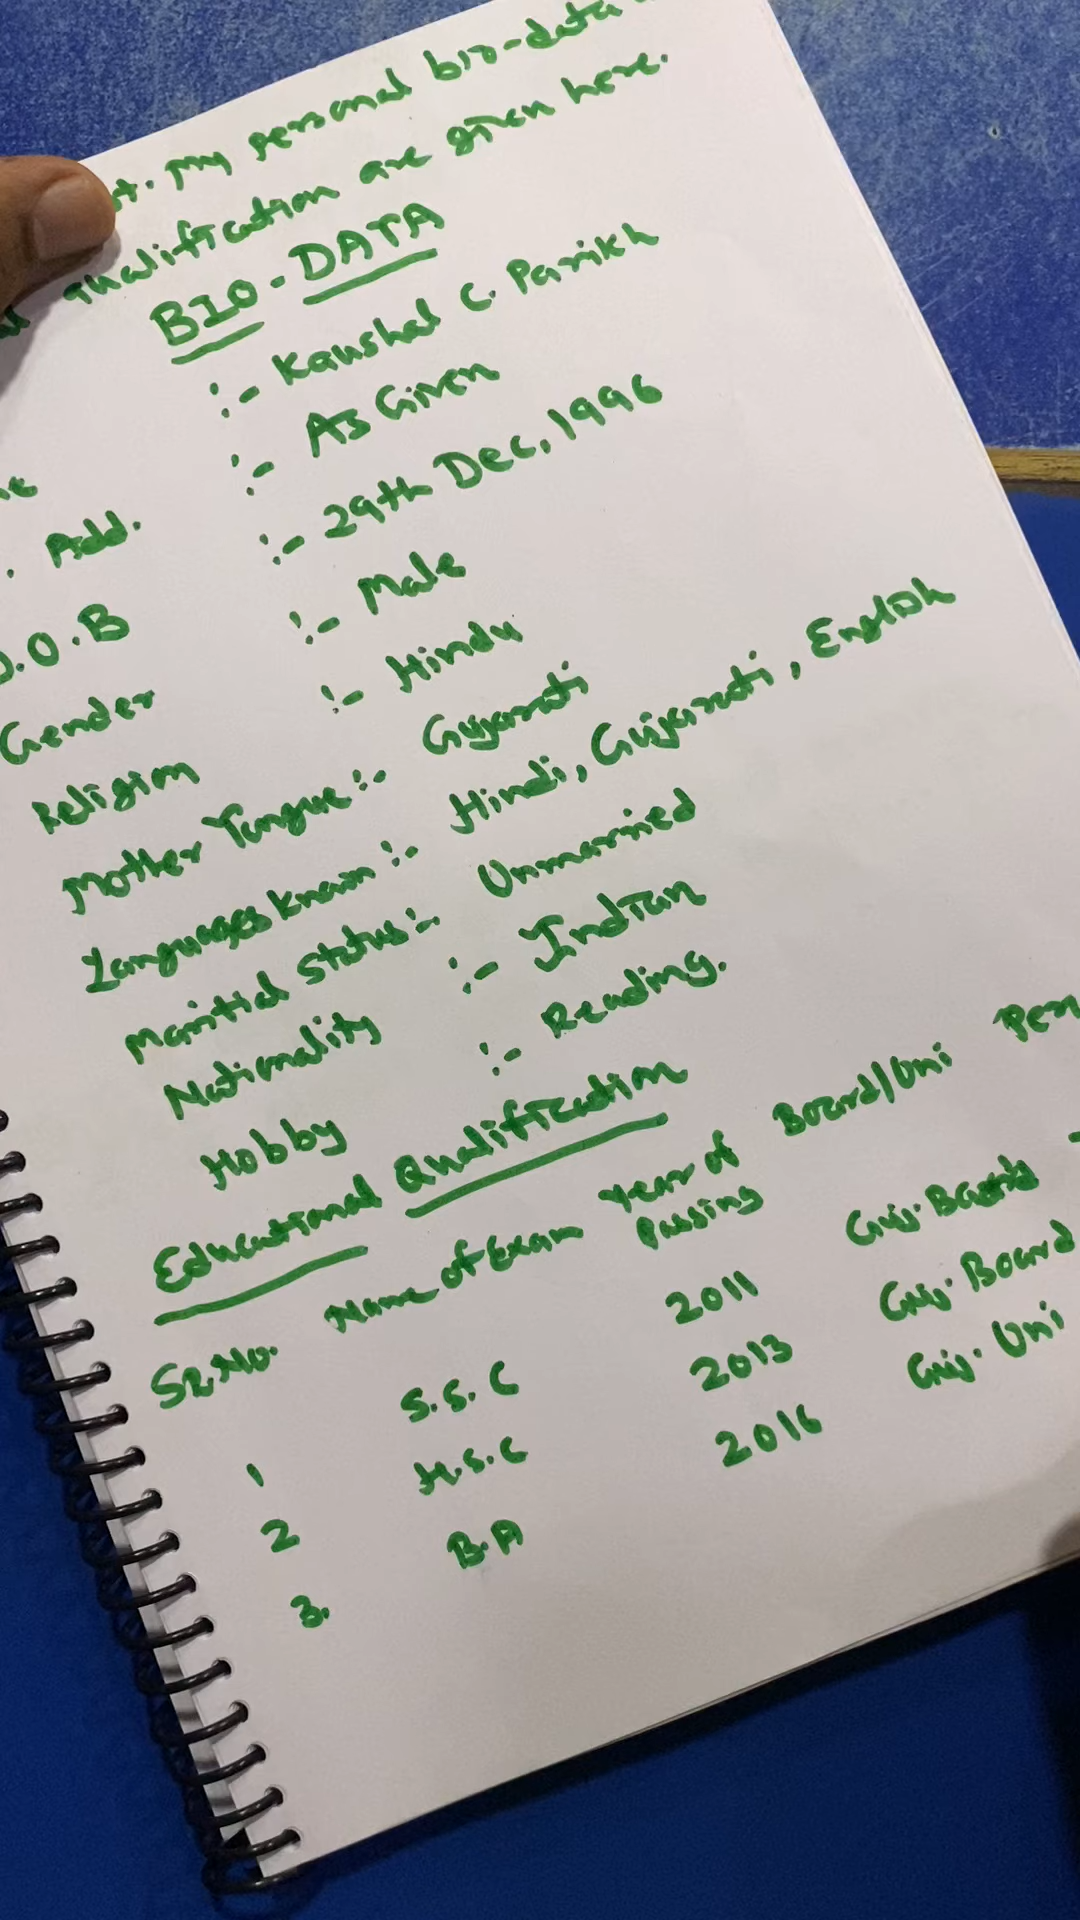 My personal bio-data
qualification are given here.
BIO-DATA
:- Kaushal C. Parikh
Add. :- As Given
D.O.B :- 29th Dec, 1996
Gender :- Male
Religion :- Hindu
Mother Tongue :- Gujarati
Languages known :- Hindi, Gujarati, English
Maritial Status :- Unmarried
Nationality :- Indian
Hobby :- Reading.
Educational Qualification
Sr.No. Name of Exam Year of Passing Board/Uni Per
1 S.S.C 2011 Guj. Board
2 H.S.C 2013 Guj. Board
3. B.A 2016 Guj. Uni